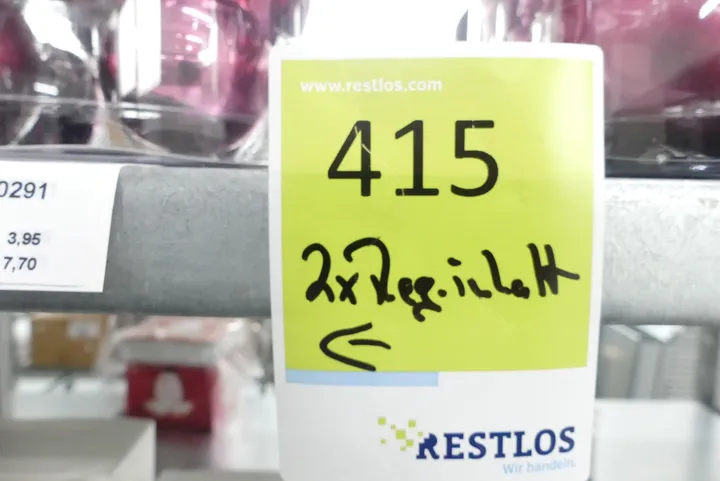 www.restlos.com
415
2x Reg.inhalt
0291
3,95
7,70
RESTLOS
Wir handeln.